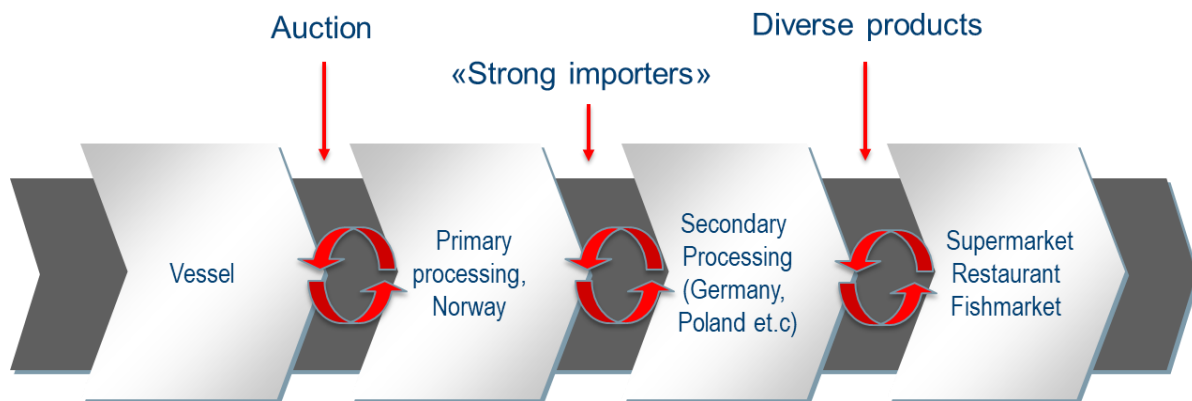 Auction
«Strong importers»
Diverse products
Vessel
Primary
processing,
Norway
Secondary
Processing
(Germany,
Poland et.c)
Supermarket
Restaurant
Fishmarket